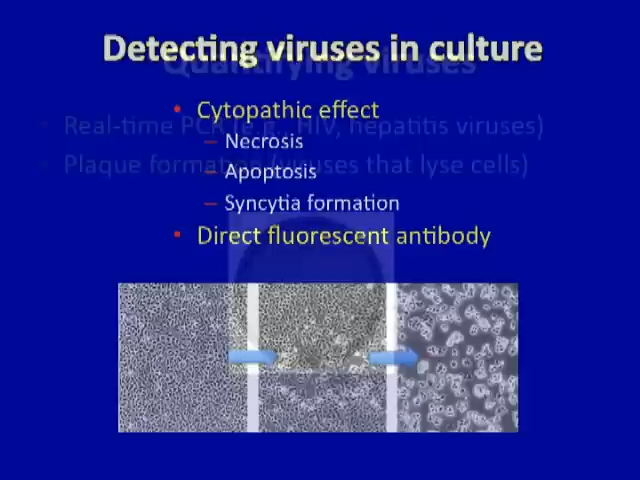 Detecting viruses in culture
Quantifying viruses
• Cytopathic effect
• Real-time PCR (e.g., HIV, hepatitis viruses)
– Necrosis
• Plaque formation (viruses that lyse cells)
– Apoptosis
– Syncytia formation
• Direct fluorescent antibody